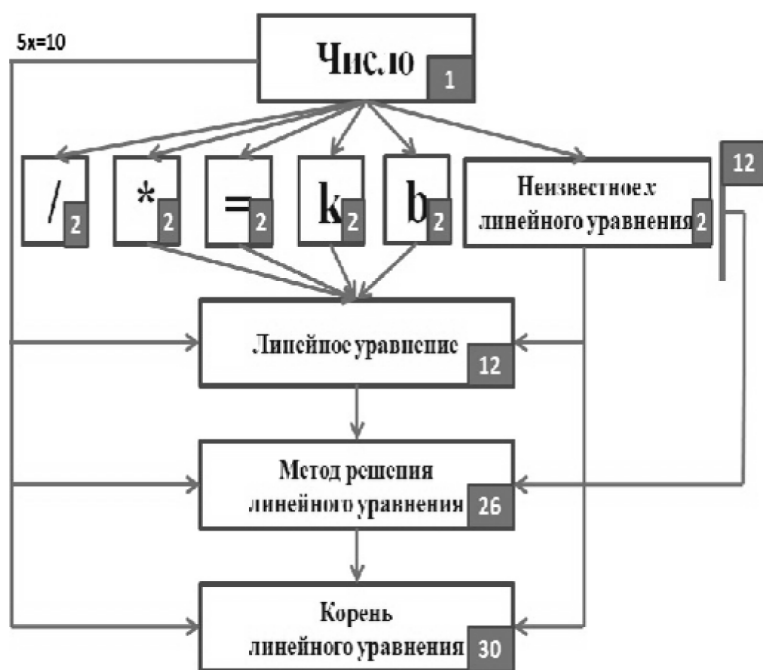 5x=10
Число
1
/
2
*
2
=
2
k
2
b
2
Неизвестное x
линейного уравнения
2
12
Линейное уравнение
12
Метод решения
линейного уравнения
26
Корень
линейного уравнения
30